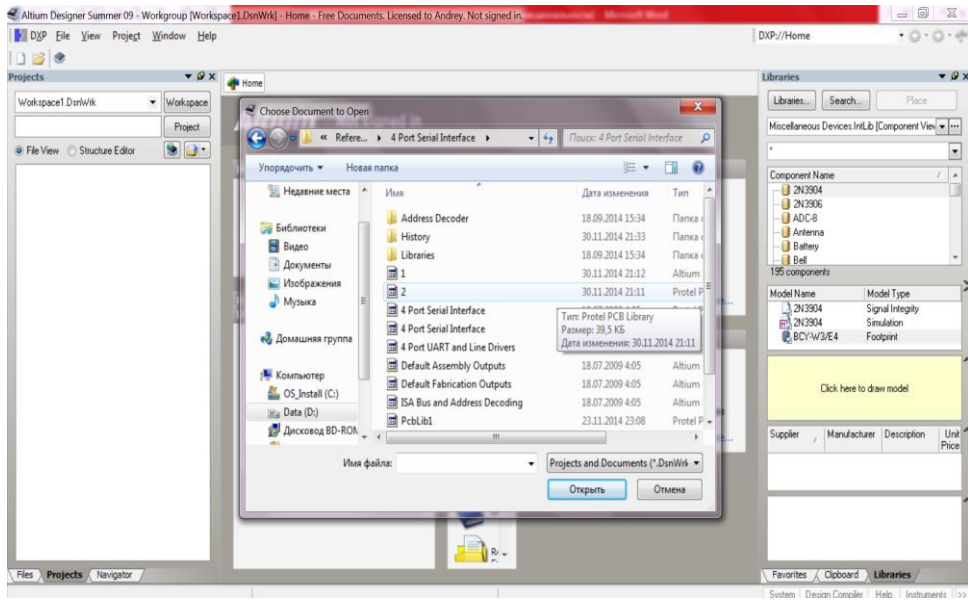 Altium Designer Summer 09 - Workgroup [Workspace1.DsnWrk] - Home - Free Documents. Licensed to Andrey. Not signed in.
Microsoft Word
DXP File View Project Window Help
DXP://Home
Projects
Home
Libraries
Workspace1.DsnWrk
Workspace
Project
File View
Structure Editor
Choose Document to Open
« Refere... 4 Port Serial Interface
Поиск: 4 Port Serial Interface
Упорядочить
Новая папка
Недавние места
Библиотеки
Видео
Документы
Изображения
Музыка
Домашняя группа
Компьютер
OS_Install (C:)
Data (D:)
Дисковод BD-ROM
Имя Дата изменения Тип
Address Decoder 18.09.2014 15:34 Папка
History 30.11.2014 21:33 Папка
Libraries 18.09.2014 15:34 Папка
1 30.11.2014 21:12 Altium
2 30.11.2014 21:11 Protel P
4 Port Serial Interface
4 Port Serial Interface
4 Port UART and Line Drivers
Default Assembly Outputs 18.07.2009 4:05 Altium
Default Fabrication Outputs 18.07.2009 4:05 Altium
ISA Bus and Address Decoding 18.07.2009 4:05 Altium
PcbLib1 23.11.2014 23:08 Protel P
Тип: Protel PCB Library
Размер: 39,5 КБ
Дата изменения: 30.11.2014 21:11
Имя файла:
Projects and Documents (*.DsnWrk
Открыть
Отмена
Libraries...
Search...
Place
Miscellaneous Devices.IntLib [Component View
*
Component Name
2N3904
2N3906
ADC-8
Antenna
Battery
Bell
195 components
Model Name Model Type
2N3904 Signal Integrity
2N3904 Simulation
BCY-W3/E4 Footprint
Click here to draw model
Supplier Manufacturer Description Unit Price
Files Projects Navigator
Favorites Clipboard Libraries
System Design Compiler Help Instruments >>